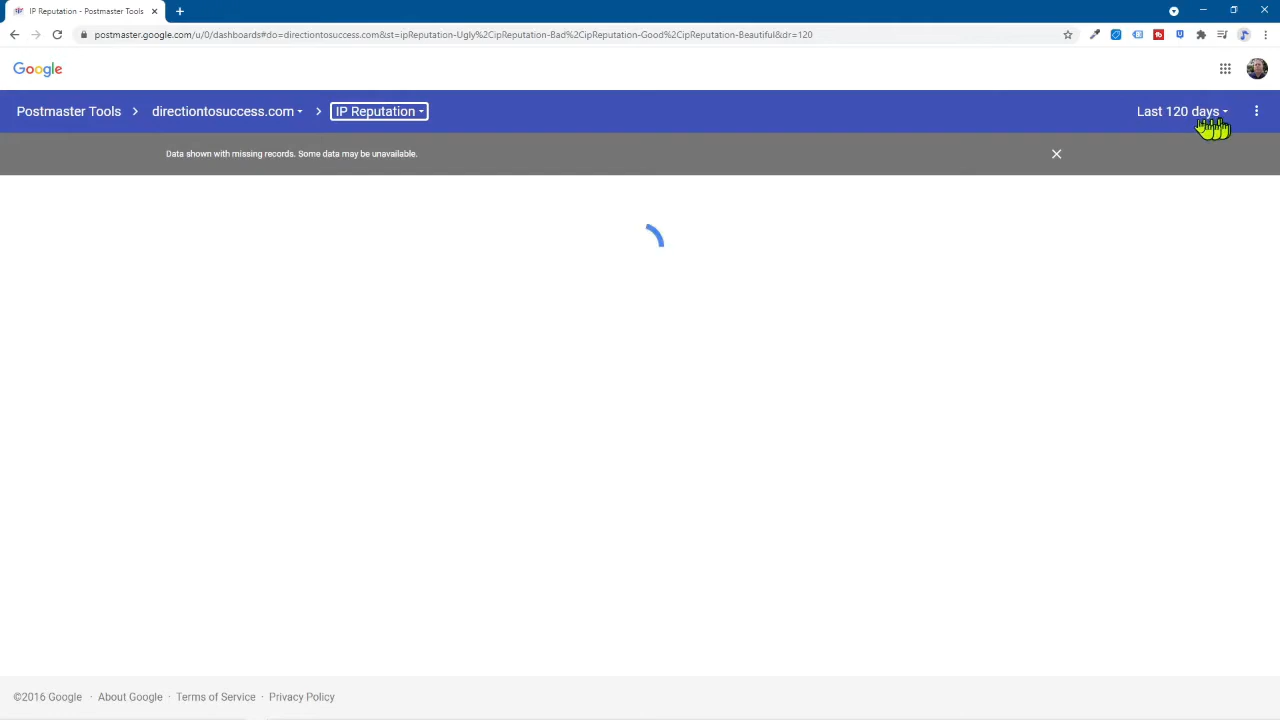 IP Reputation - Postmaster Tools
postmaster.google.com/u/0/dashboards#do=directiontosuccess.com&st=ipReputation-Ugly%2CipReputation-Bad%2CipReputation-Good%2CipReputation-Beautiful&dr=120
Google
Postmaster Tools
directiontosuccess.com
IP Reputation
Last 120 days
Data shown with missing records. Some data may be unavailable.
©2016 Google · About Google · Terms of Service · Privacy Policy